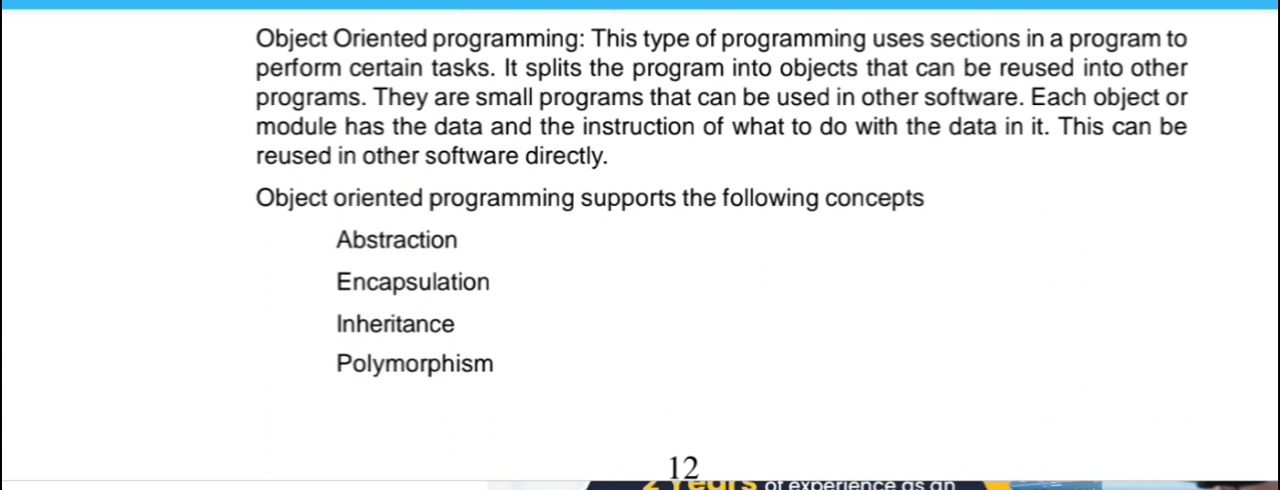 Object Oriented programming: This type of programming uses sections in a program to
perform certain tasks. It splits the program into objects that can be reused into other
programs. They are small programs that can be used in other software. Each object or
module has the data and the instruction of what to do with the data in it. This can be
reused in other software directly.
Object oriented programming supports the following concepts
Abstraction
Encapsulation
Inheritance
Polymorphism
12
2 Years of experience as an